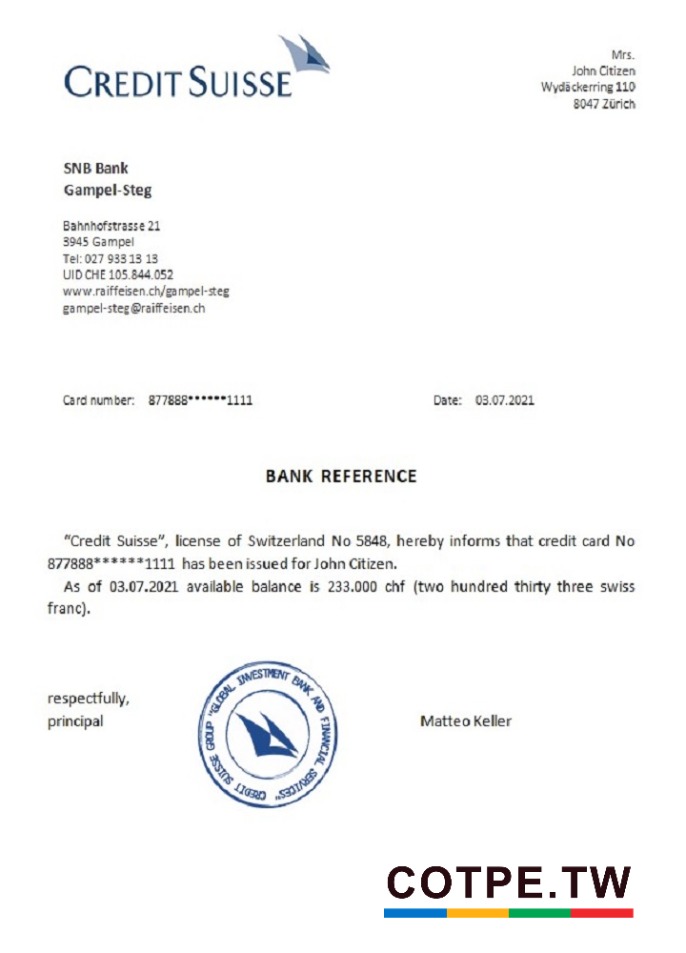 CREDIT SUISSE
Mrs.
John Citizen
Wydäckerring 110
8047 Zürich
SNB Bank
Gampel-Steg
Bahnhofstrasse 21
3945 Gampel
Tel: 027 933 13 13
UID CHE 105.844.052
www.raiffeisen.ch/gampel-steg
gampel-steg@raiffeisen.ch
Card number: 877888******1111 Date: 03.07.2021
BANK REFERENCE
"Credit Suisse", license of Switzerland No 5848, hereby informs that credit card No
877888******1111 has been issued for John Citizen.
As of 03.07.2021 available balance is 233.000 chf (two hundred thirty three swiss
franc).
respectfully,
principal
CREDIT SUISSE GROUP "GLOBAL INVESTMENT BANK AND FINANCIAL SERVICES"
Matteo Keller
COTPE.TW